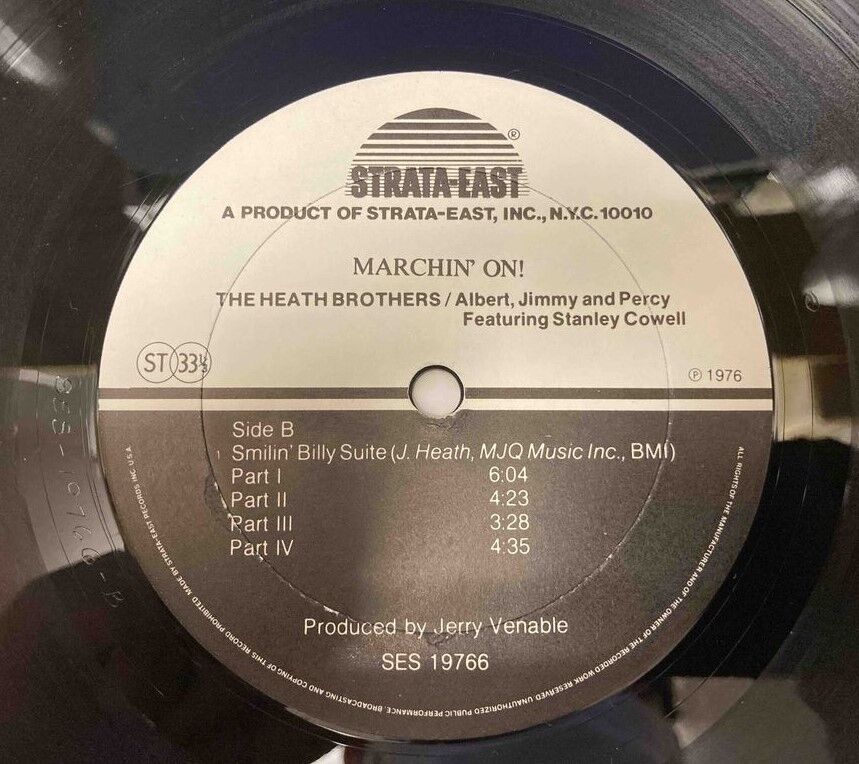 STRATA-EAST®
A PRODUCT OF STRATA-EAST, INC., N.Y.C. 10010
MARCHIN' ON!
THE HEATH BROTHERS / Albert, Jimmy and Percy
Featuring Stanley Cowell
ST 33⅓
℗ 1976
Side B
Smilin' Billy Suite (J. Heath, MJQ Music Inc., BMI)
Part I 6:04
Part II 4:23
Part III 3:28
Part IV 4:35
Produced by Jerry Venable
SES 19766
ALL RIGHTS OF THE MANUFACTURER AND OF THE OWNER OF THE RECORDED WORK RESERVED. UNAUTHORIZED PUBLIC PERFORMANCE, BROADCASTING AND COPYING OF THIS RECORD PROHIBITED. MADE BY STRATA-EAST RECORDS INC. U.S.A.